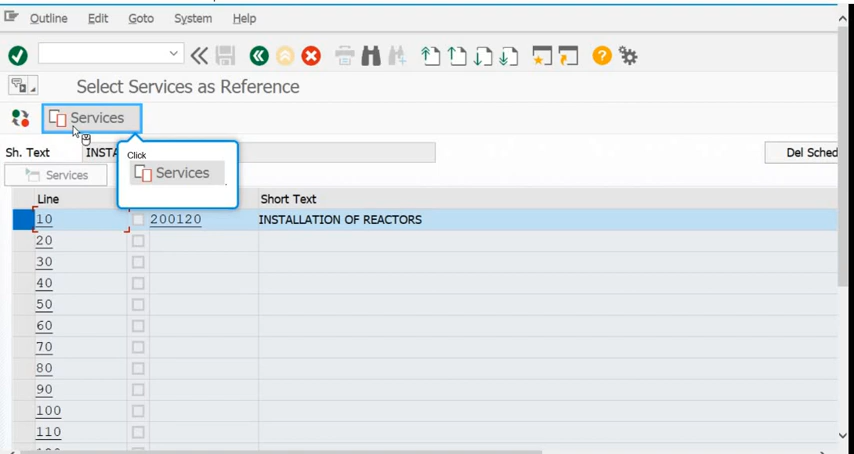 Outline Edit Goto System Help
Select Services as Reference
Services
Click
Services
Sh. Text INSTA Del Sched
Services
Line Short Text
10 200120 INSTALLATION OF REACTORS
20
30
40
50
60
70
80
90
100
110